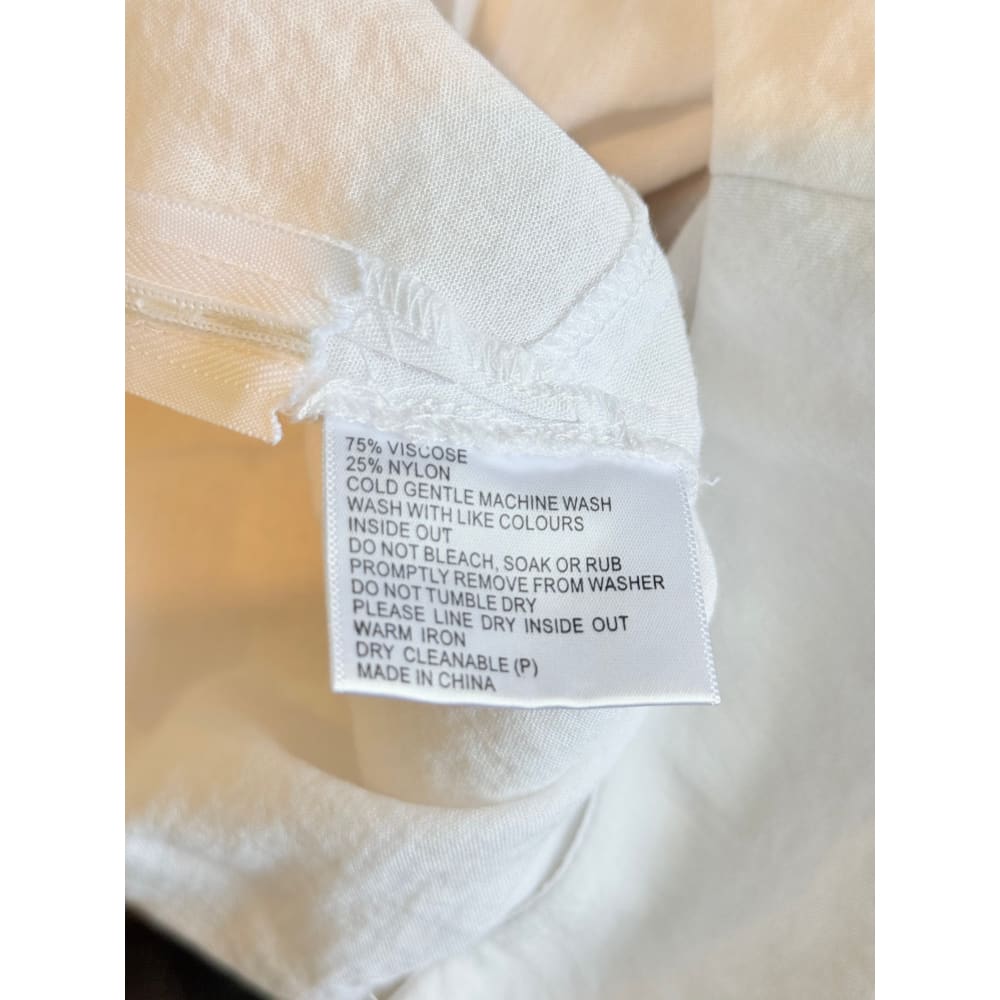 75% VISCOSE
25% NYLON
COLD GENTLE MACHINE WASH
WASH WITH LIKE COLOURS
INSIDE OUT
DO NOT BLEACH, SOAK OR RUB
PROMPTLY REMOVE FROM WASHER
DO NOT TUMBLE DRY
PLEASE LINE DRY INSIDE OUT
WARM IRON
DRY CLEANABLE (P)
MADE IN CHINA